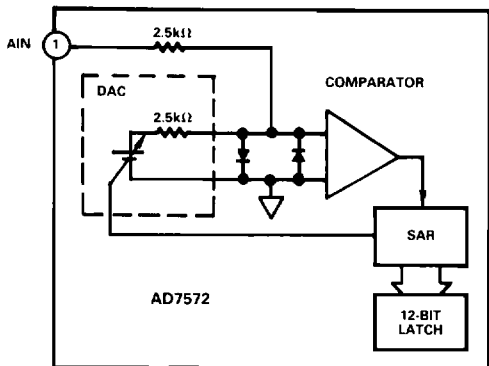 AIN
1
2.5kΩ
COMPARATOR
DAC
2.5kΩ
SAR
AD7572
12-BIT
LATCH